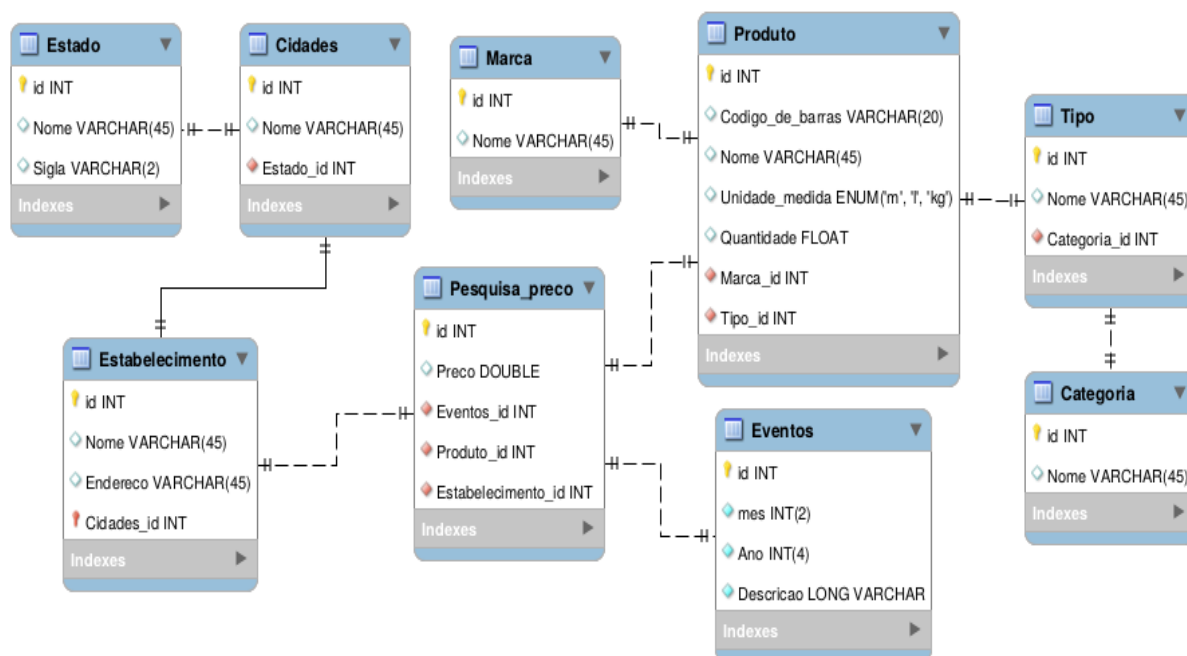 Estado
id INT
Nome VARCHAR(45)
Sigla VARCHAR(2)
Indexes
Cidades
id INT
Nome VARCHAR(45)
Estado_id INT
Indexes
Marca
id INT
Nome VARCHAR(45)
Indexes
Produto
id INT
Codigo_de_barras VARCHAR(20)
Nome VARCHAR(45)
Unidade_medida ENUM('m', 'l', 'kg')
Quantidade FLOAT
Marca_id INT
Tipo_id INT
Indexes
Tipo
id INT
Nome VARCHAR(45)
Categoria_id INT
Indexes
Estabelecimento
id INT
Nome VARCHAR(45)
Endereco VARCHAR(45)
Cidades_id INT
Indexes
Pesquisa_preco
id INT
Preco DOUBLE
Eventos_id INT
Produto_id INT
Estabelecimento_id INT
Indexes
Eventos
id INT
mes INT(2)
Ano INT(4)
Descricao LONG VARCHAR
Indexes
Categoria
id INT
Nome VARCHAR(45)
Indexes